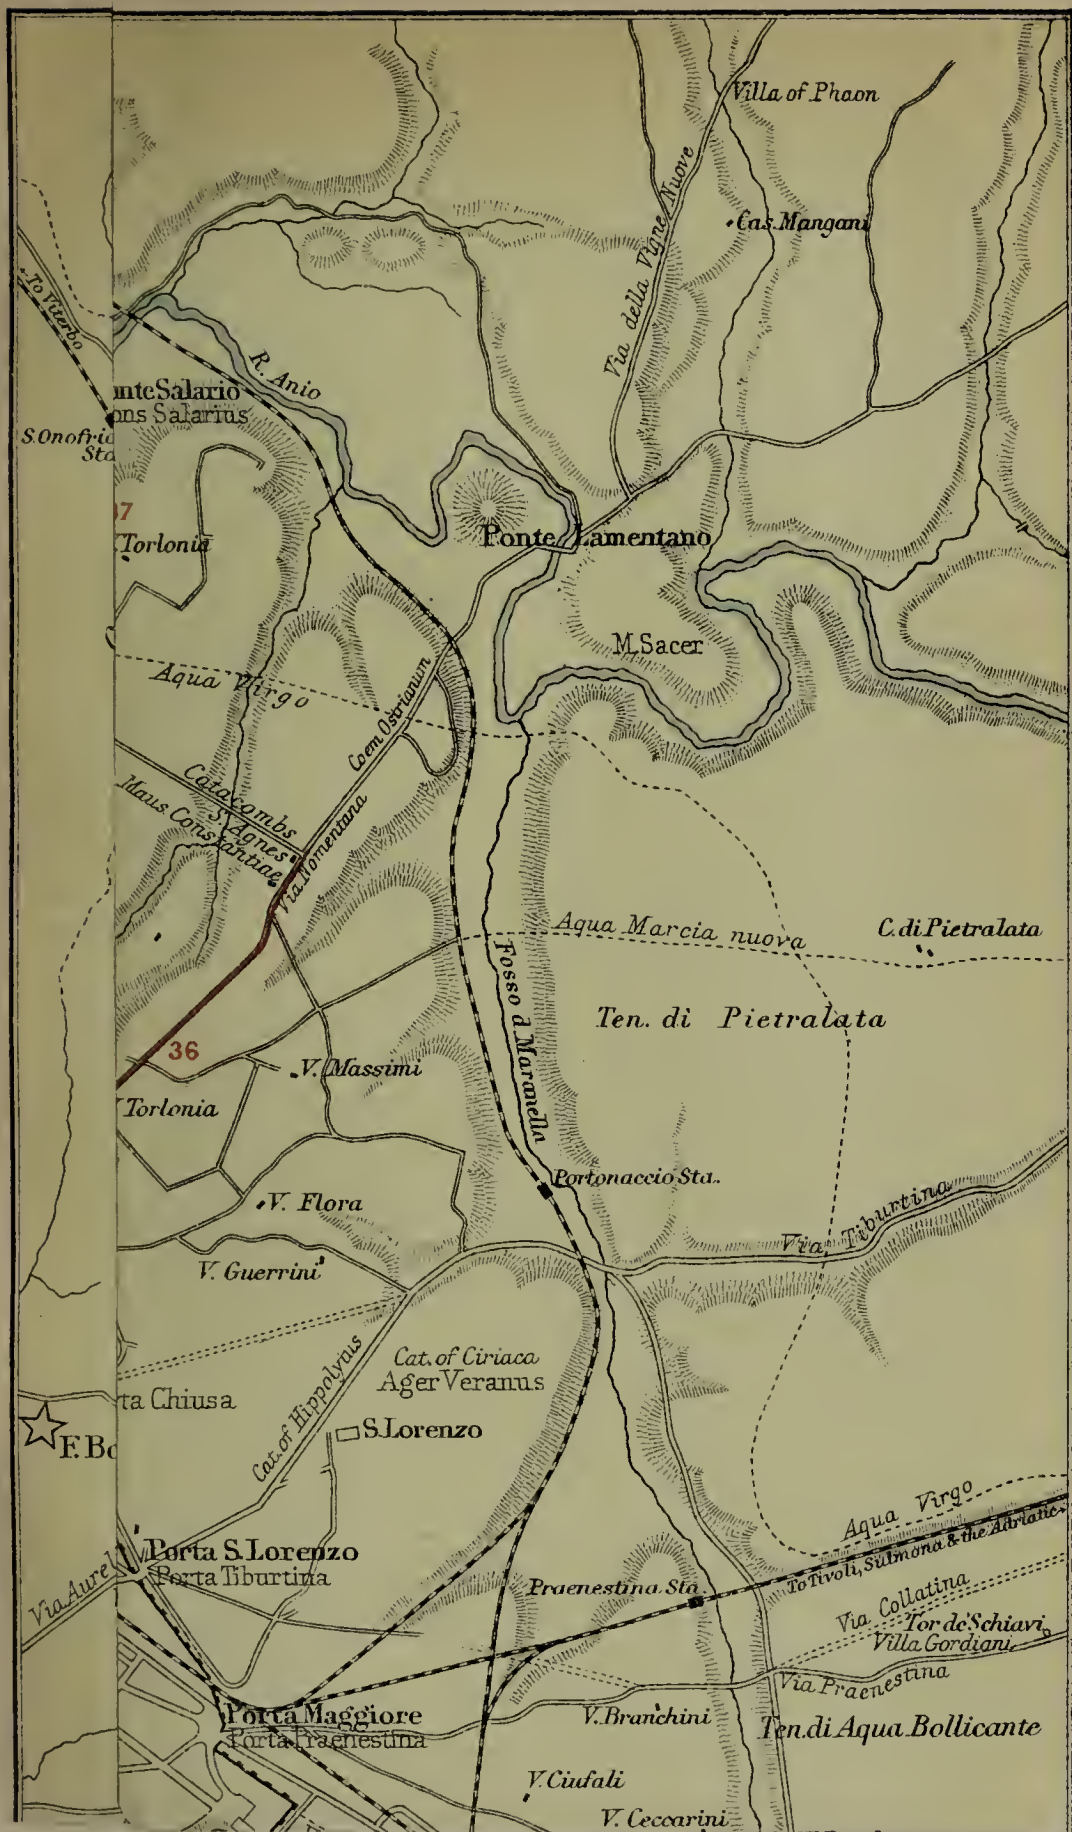 Villa of Phaon
Via della Vigne Nuove
Cas. Mangani
To Viterbo
R. Anio
onte Salario
ons Salarius
S. Onofrio
Sta
37
Torlonia
Ponte Lamentano
M. Sacer
Aqua Virgo
Coem Ostrianum
Catacombs
S. Agnes
Maus. Constantiae
Via Nomentana
Aqua Marcia nuova
C. di Pietralata
Fosso d. Maranella
Ten. di Pietralata
36
V. Massimi
Torlonia
Portonaccio Sta.
V. Flora
Via Tiburtina
V. Guerrini
Cat. of Ciriaca
Ager Veranus
ta Chiusa
Cat. of Hippolytus
S. Lorenzo
F. Bo
Aqua Virgo
Porta S. Lorenzo
Porta Tiburtina
To Tivoli, Sulmona & the Adriatic.
Via Aurel
Praenestina Sta.
Via Collatina
Tor de' Schiavi
Villa Gordiani
Via Praenestina
Porta Maggiore
Porta Praenestina
V. Branchini
Ten. di Aqua Bollicante
V. Ciufali
V. Ceccarini